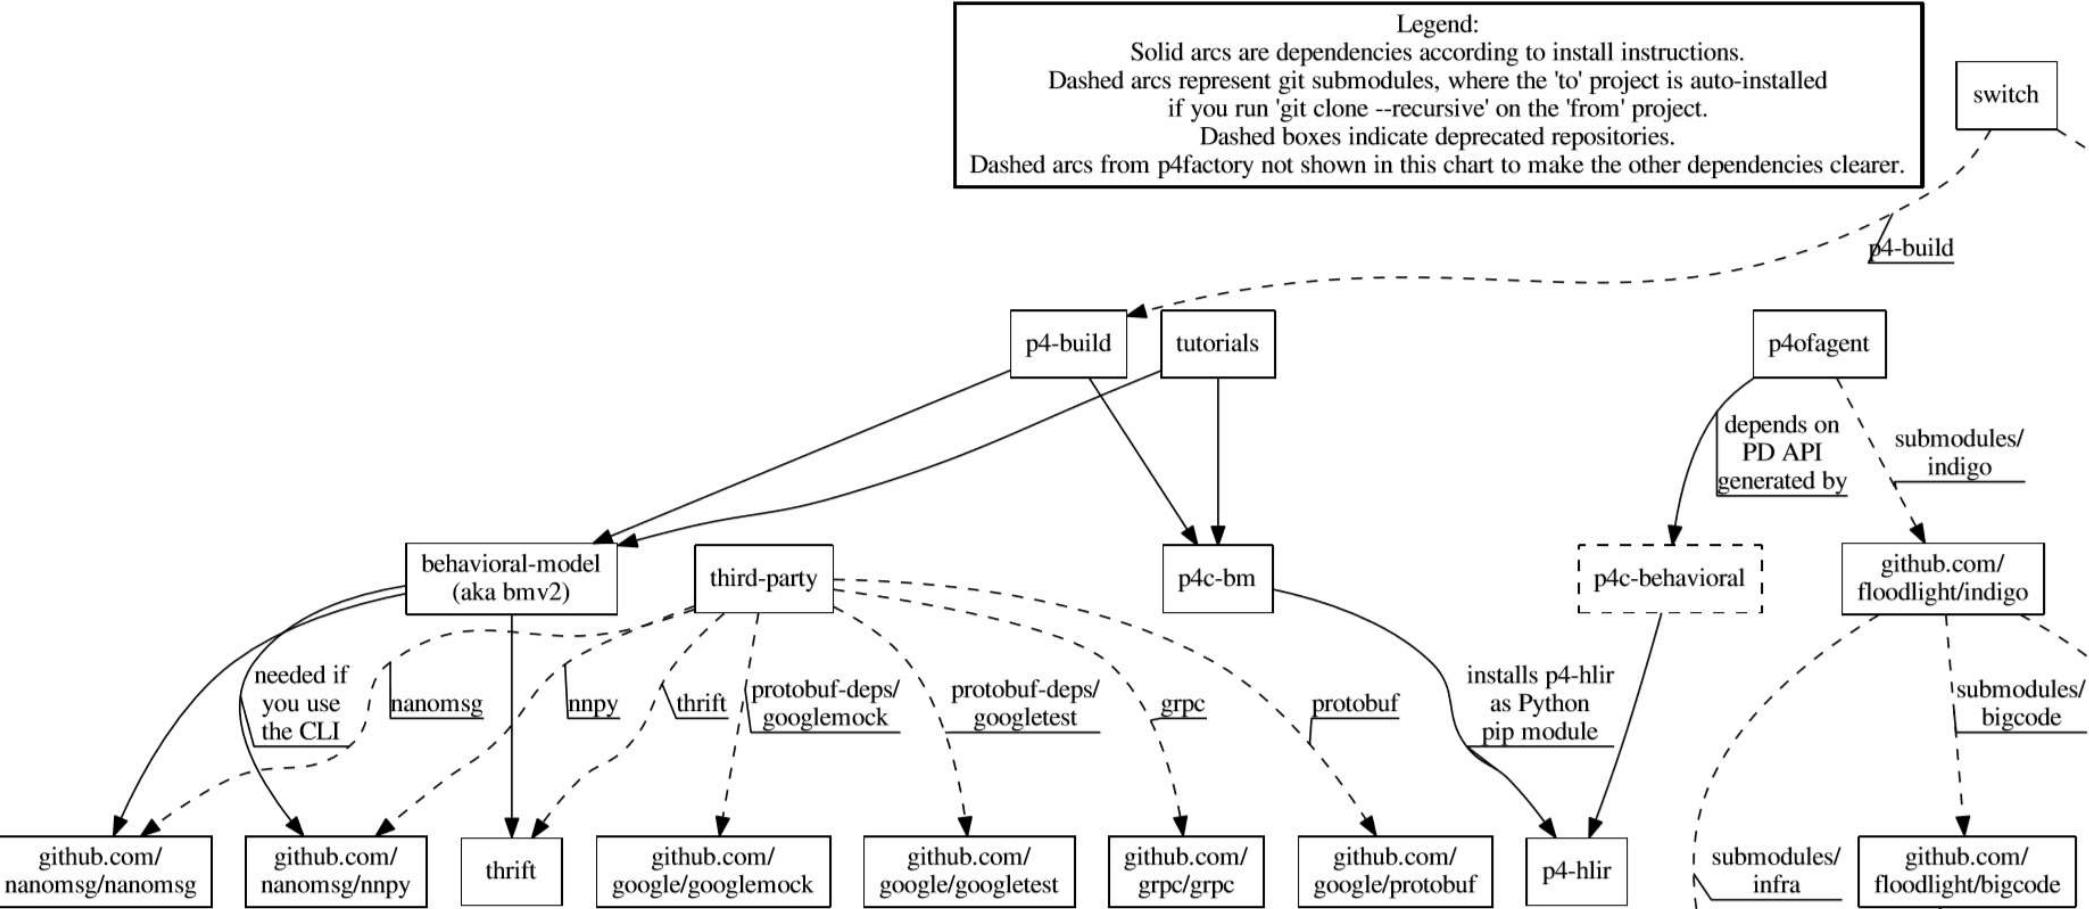 Legend:
Solid arcs are dependencies according to install instructions.
Dashed arcs represent git submodules, where the 'to' project is auto-installed
if you run 'git clone --recursive' on the 'from' project.
Dashed boxes indicate deprecated repositories.
Dashed arcs from p4factory not shown in this chart to make the other dependencies clearer.
switch
p4-build
p4-build
tutorials
p4ofagent
depends on
PD API
generated by
submodules/
indigo
behavioral-model
(aka bmv2)
third-party
p4c-bm
p4c-behavioral
github.com/
floodlight/indigo
needed if
you use
the CLI
nanomsg
nnpy
thrift
protobuf-deps/
googlemock
protobuf-deps/
googletest
grpc
protobuf
installs p4-hlir
as Python
pip module
submodules/
bigcode
github.com/
nanomsg/nanomsg
github.com/
nanomsg/nnpy
thrift
github.com/
google/googlemock
github.com/
google/googletest
github.com/
grpc/grpc
github.com/
google/protobuf
p4-hlir
submodules/
infra
github.com/
floodlight/bigcode